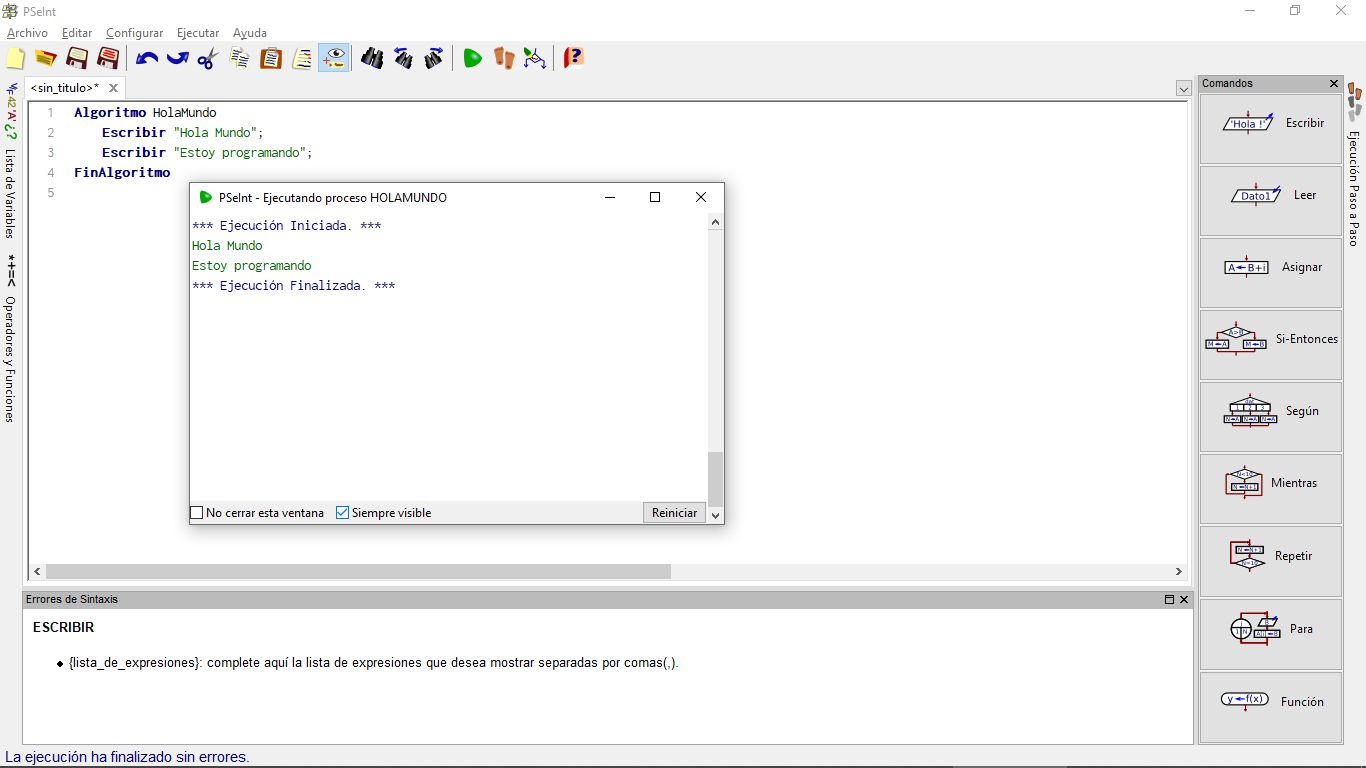 PSeInt
Archivo Editar Configurar Ejecutar Ayuda
<sin_titulo>*
1 Algoritmo HolaMundo
2 Escribir "Hola Mundo";
3 Escribir "Estoy programando";
4 FinAlgoritmo
5
Lista de Variables
*+=<
Operadores y Funciones
PSeInt - Ejecutando proceso HOLAMUNDO
*** Ejecución Iniciada. ***
Hola Mundo
Estoy programando
*** Ejecución Finalizada. ***
No cerrar esta ventana
Siempre visible
Reiniciar
Comandos
'Hola !' Escribir
Dato1 Leer
A←B+i Asignar
A>B
M←A M←B
Si-Entonces
Según
Mientras
Repetir
Para
y←f(x) Función
Ejecución Paso a Paso
Errores de Sintaxis
ESCRIBIR
{lista_de_expresiones}: complete aquí la lista de expresiones que desea mostrar separadas por comas(,).
La ejecución ha finalizado sin errores.